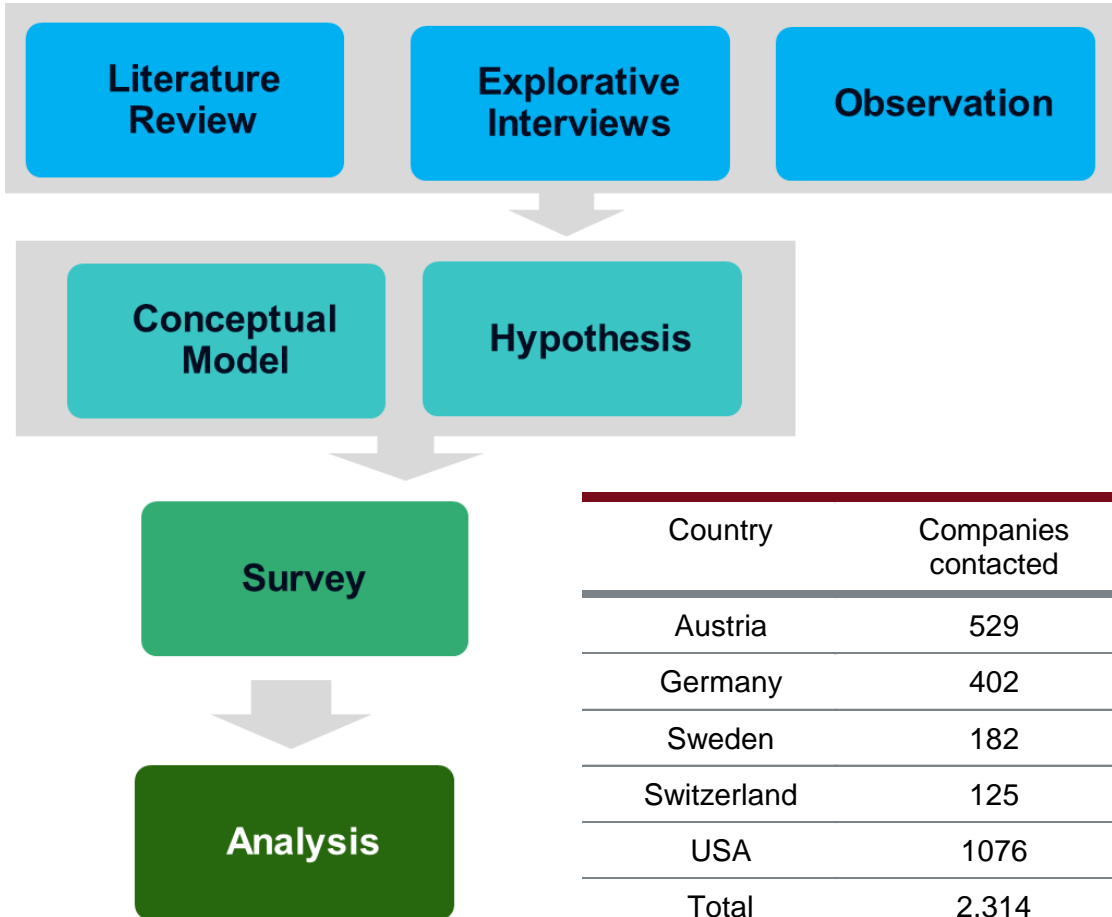 Literature
Review
Explorative
Interviews
Observation
Conceptual
Model
Hypothesis
Survey
Analysis
Country Companies
contacted
Austria 529
Germany 402
Sweden 182
Switzerland 125
USA 1076
Total 2.314